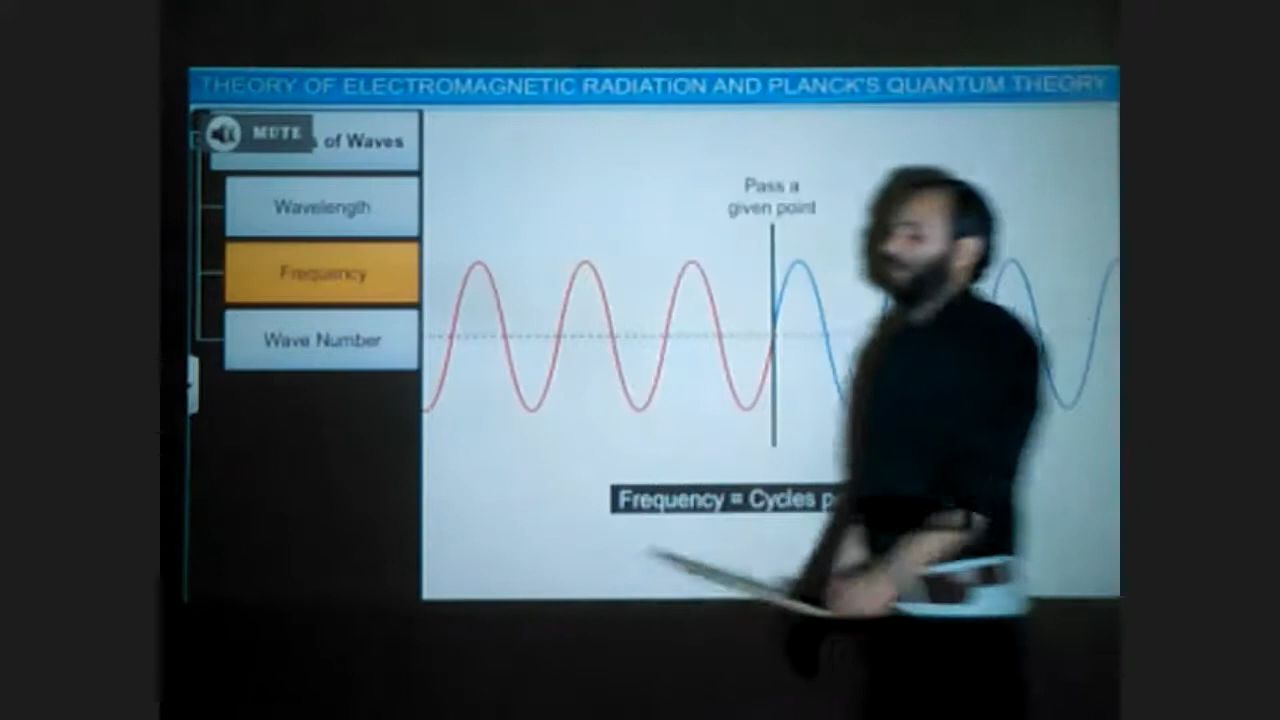 THEORY OF ELECTROMAGNETIC RADIATION AND PLANCK'S QUANTUM THEORY
MUTE
of Waves
Wavelength
Frequency
Wave Number
Pass a
given point
Frequency = Cycles